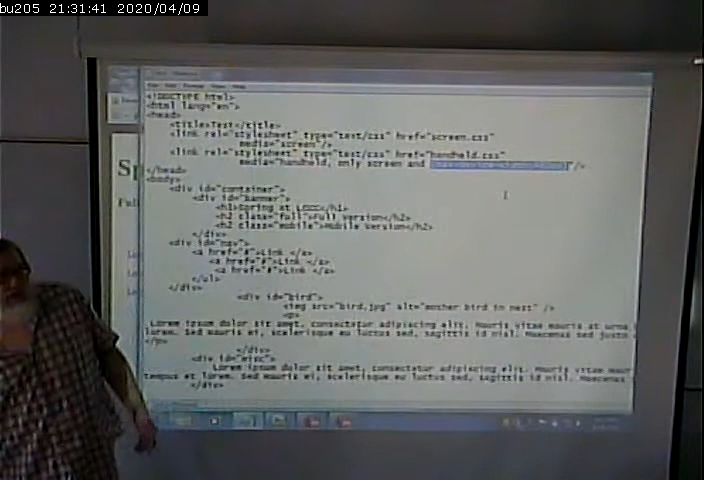 bu205 21:31:41 2020/04/09
<!DOCTYPE html>
<html lang="en">
<head>
<title>Test</title>
<link rel="stylesheet" type="text/css" href="screen.css"
media="screen"/>
<link rel="stylesheet" type="text/css" href="handheld.css"
media="handheld, only screen and "/>
</head>
<body>
<div id="container">
<div id="banner">
<h1>Spring at LCCC</h1>
<h2 class="full">Full Version</h2>
<h2 class="mobile">Mobile Version</h2>
</div>
<div id="nav">
<a href="#">Link </a>
<a href="#">Link </a>
<a href="#">Link </a>
</ul>
</div>
<div id="bird">
<img src="bird.jpg" alt="mother bird in nest" />
<p>
Lorem ipsum dolor sit amet, consectetur adipiscing elit. Mauris vitae mauris at urna
lorem. Sed mauris ei, scelerisque eu luctus sed, sagittis id nisl. Maecenas sed justo
</p>
</div>
<div id="misc">
Lorem ipsum dolor sit amet, consectetur adipiscing elit. Mauris vitae
tempus at lorem. Sed mauris ei, scelerisque eu luctus sed, sagittis id nisl. Maecenas
</div>